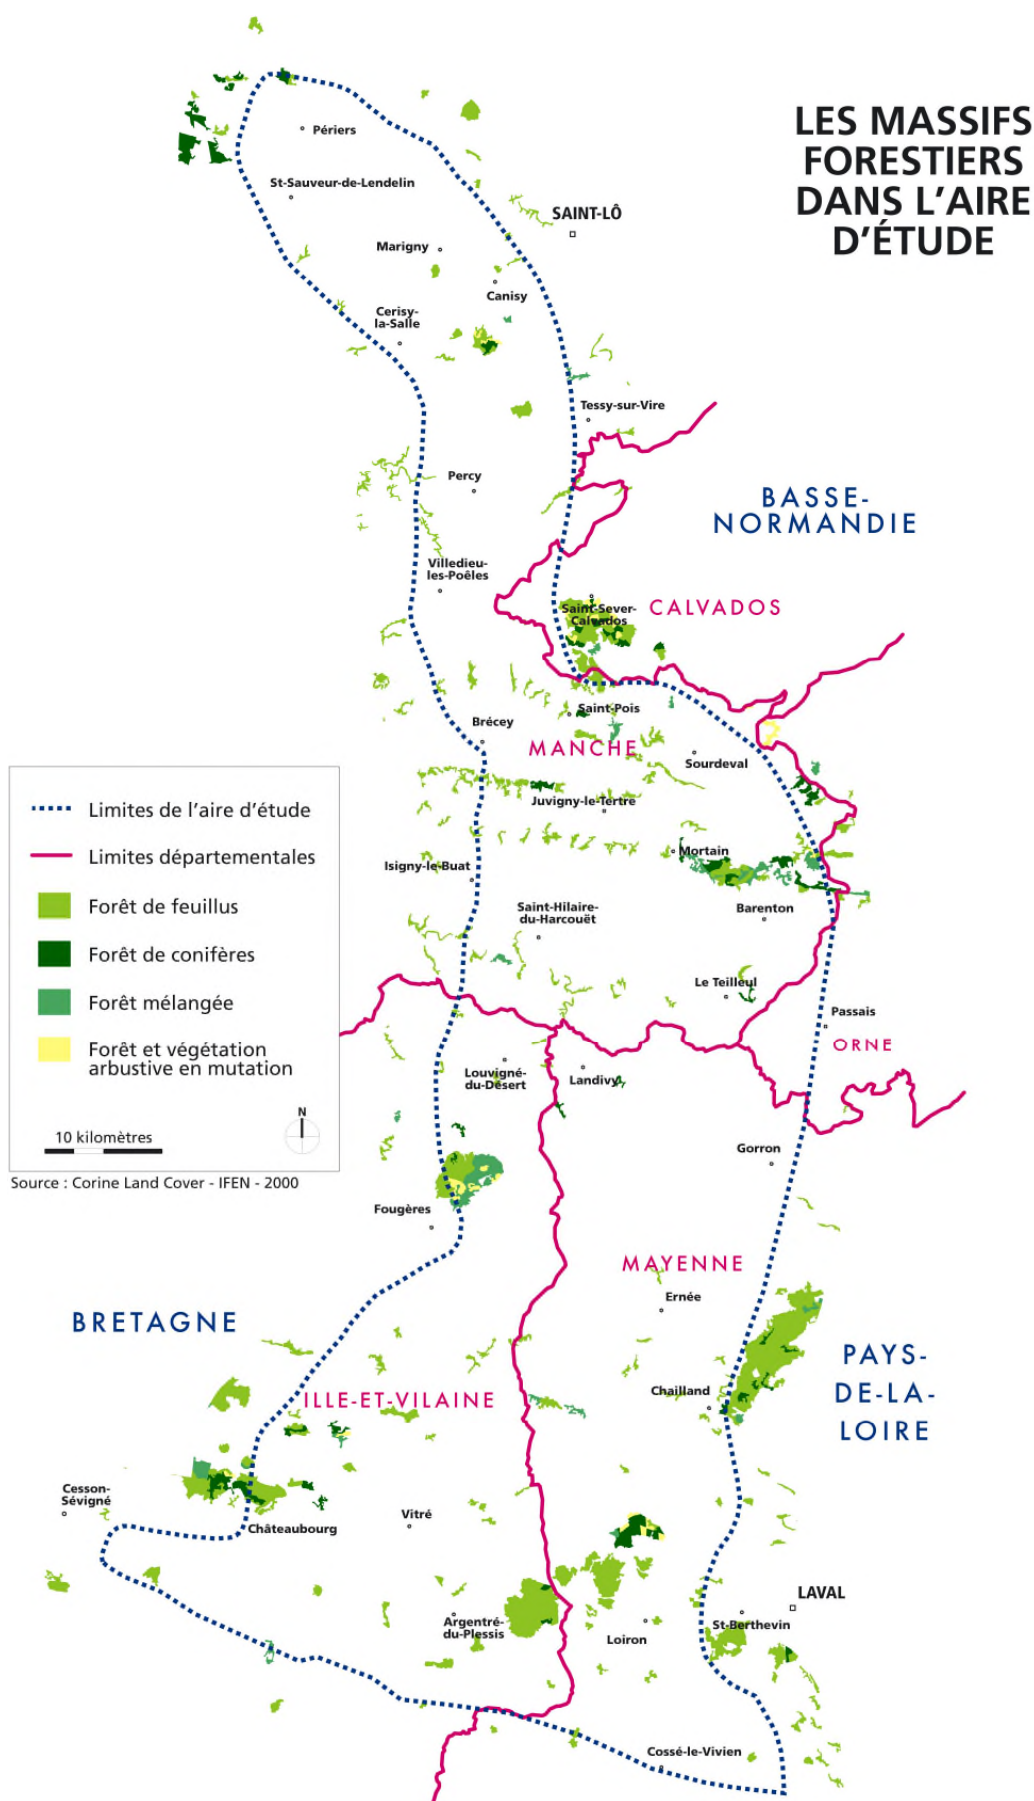 LES MASSIFS
FORESTIERS
DANS L'AIRE
D'ÉTUDE
Périers
St-Sauveur-de-Lendelin
SAINT-LÔ
Marigny
Canisy
Cerisy-
la-Salle
Tessy-sur-Vire
Percy
BASSE-
NORMANDIE
Villedieu-
les-Poêles
Saint-Sever-
Calvados
CALVADOS
Saint-Pois
Brécey
MANCHE
Sourdeval
Juvigny-le-Tertre
Mortain
Isigny-le-Buat
Saint-Hilaire-
du-Harcouët
Barenton
Le Teilleul
Passais
ORNE
Louvigné-
du-Désert
Landivy
Gorron
Fougères
MAYENNE
Ernée
BRETAGNE
PAYS-
DE-LA-
LOIRE
Chailland
ILLE-ET-VILAINE
Cesson-
Sévigné
Châteaubourg
Vitré
LAVAL
St-Berthevin
Argentré-
du-Plessis
Loiron
Cossé-le-Vivien
Limites de l'aire d'étude
Limites départementales
Forêt de feuillus
Forêt de conifères
Forêt mélangée
Forêt et végétation
arbustive en mutation
N
10 kilomètres
Source : Corine Land Cover - IFEN - 2000